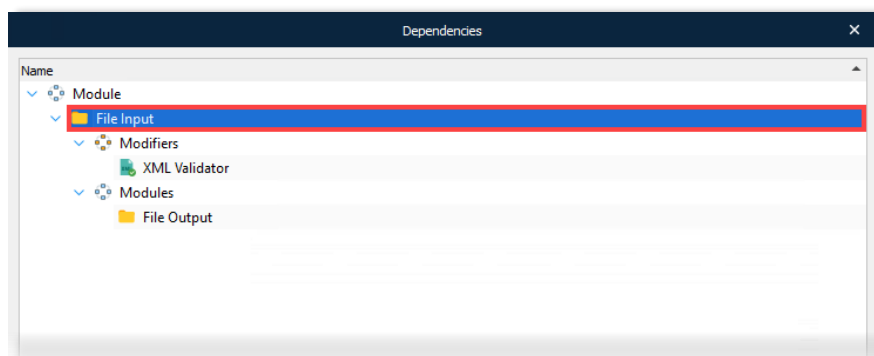 Dependencies
Name
Module
File Input
Modifiers
XML Validator
Modules
File Output